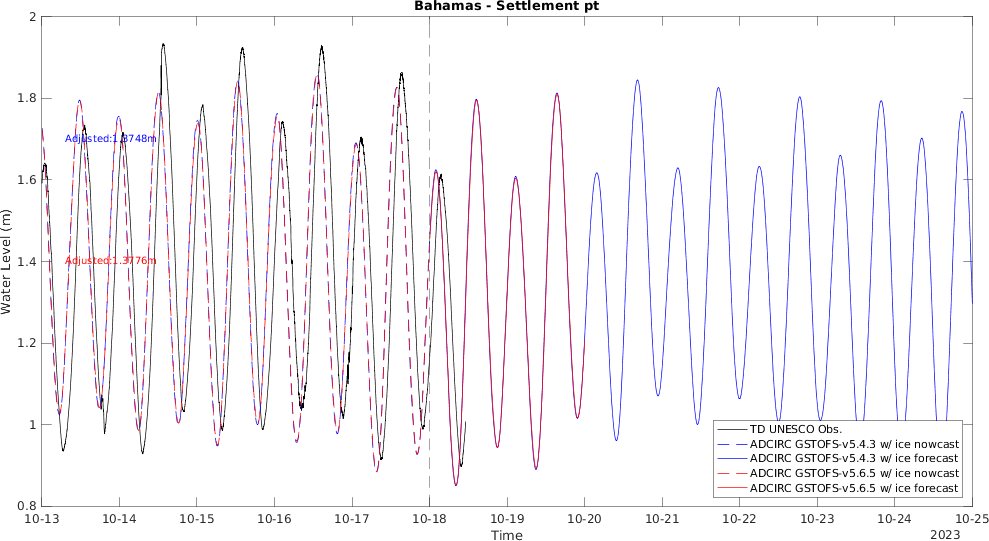 Bahamas - Settlement pt
Water Level (m)
2
1.8
1.6
1.4
1.2
1
0.8
Adjusted:1.3748m
Adjusted:1.3776m
10-13 10-14 10-15 10-16 10-17 10-18 10-19 10-20 10-21 10-22 10-23 10-24 10-25
Time
2023
TD UNESCO Obs.
ADCIRC GSTOFS-v5.4.3 w/ ice nowcast
ADCIRC GSTOFS-v5.4.3 w/ ice forecast
ADCIRC GSTOFS-v5.6.5 w/ ice nowcast
ADCIRC GSTOFS-v5.6.5 w/ ice forecast